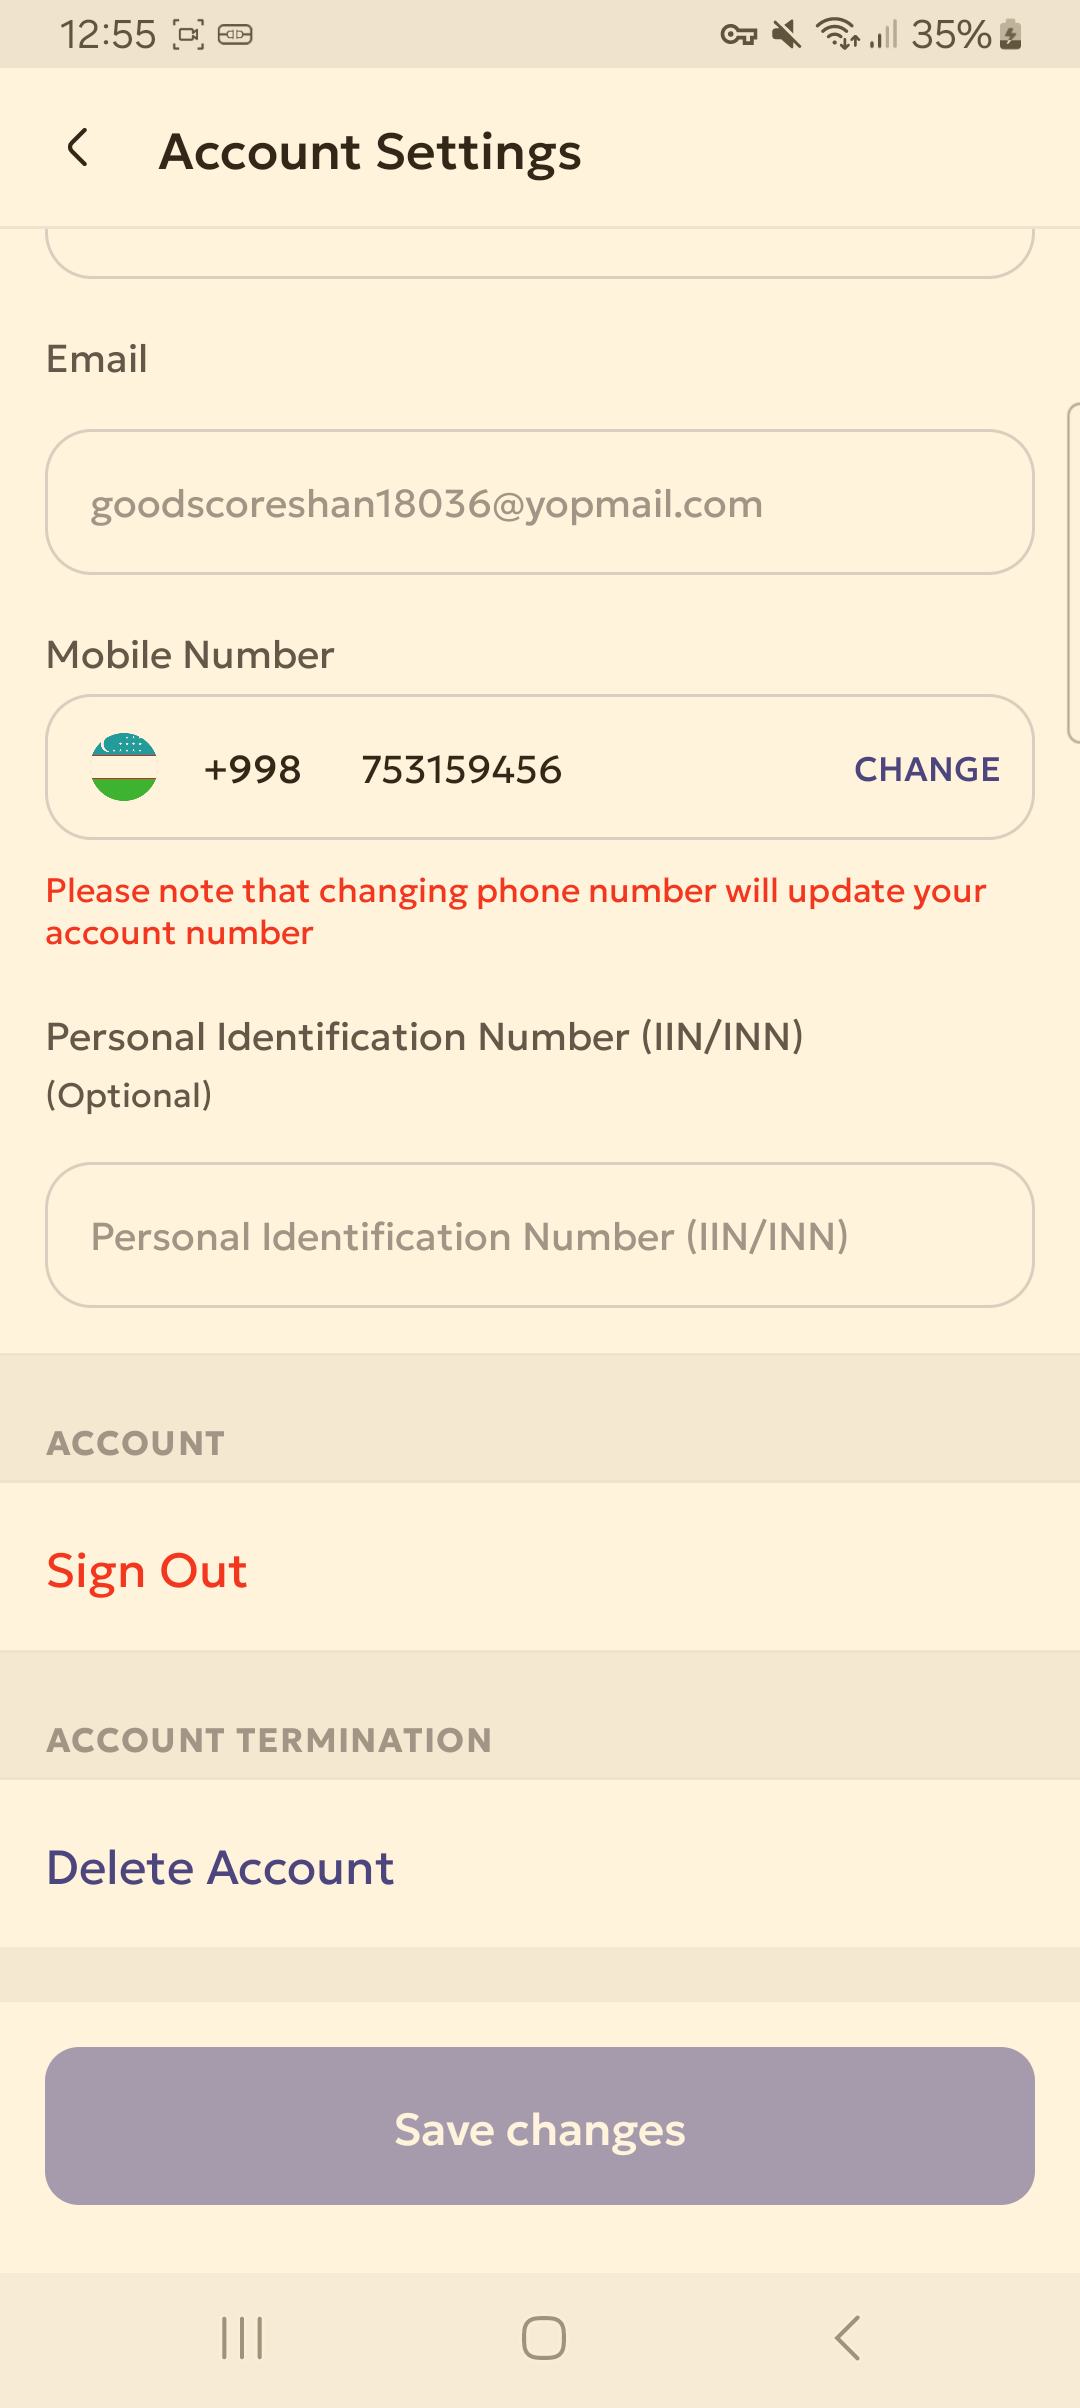 12:55
35%
Account Settings
Email
goodscoreshan18036@yopmail.com
Mobile Number
+998 753159456 CHANGE
Please note that changing phone number will update your
account number
Personal Identification Number (IIN/INN)
(Optional)
Personal Identification Number (IIN/INN)
ACCOUNT
Sign Out
ACCOUNT TERMINATION
Delete Account
Save changes